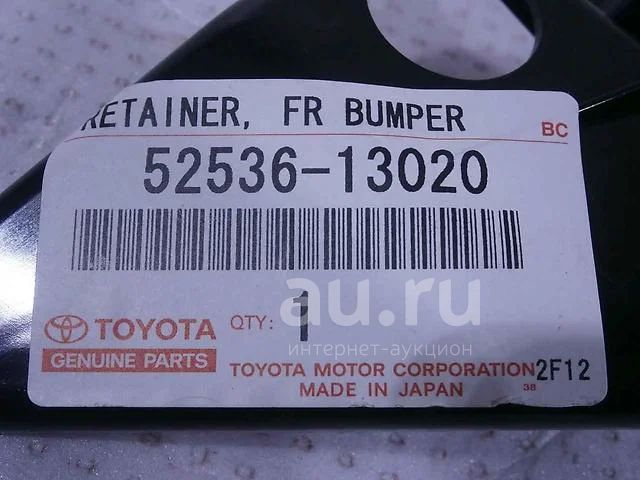 RETAINER, FR BUMPER
BC
52536-13020
TOYOTA
QTY: 1
GENUINE PARTS
TOYOTA MOTOR CORPORATION 2F12
MADE IN JAPAN 38
au.ru
интернет-аукцион